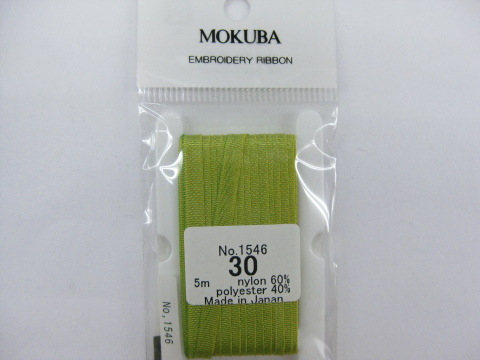 MOKUBA
EMBROIDERY RIBBON
No.1546
30
5m nylon 60%
polyester 40%
Made in Japan
No.1546